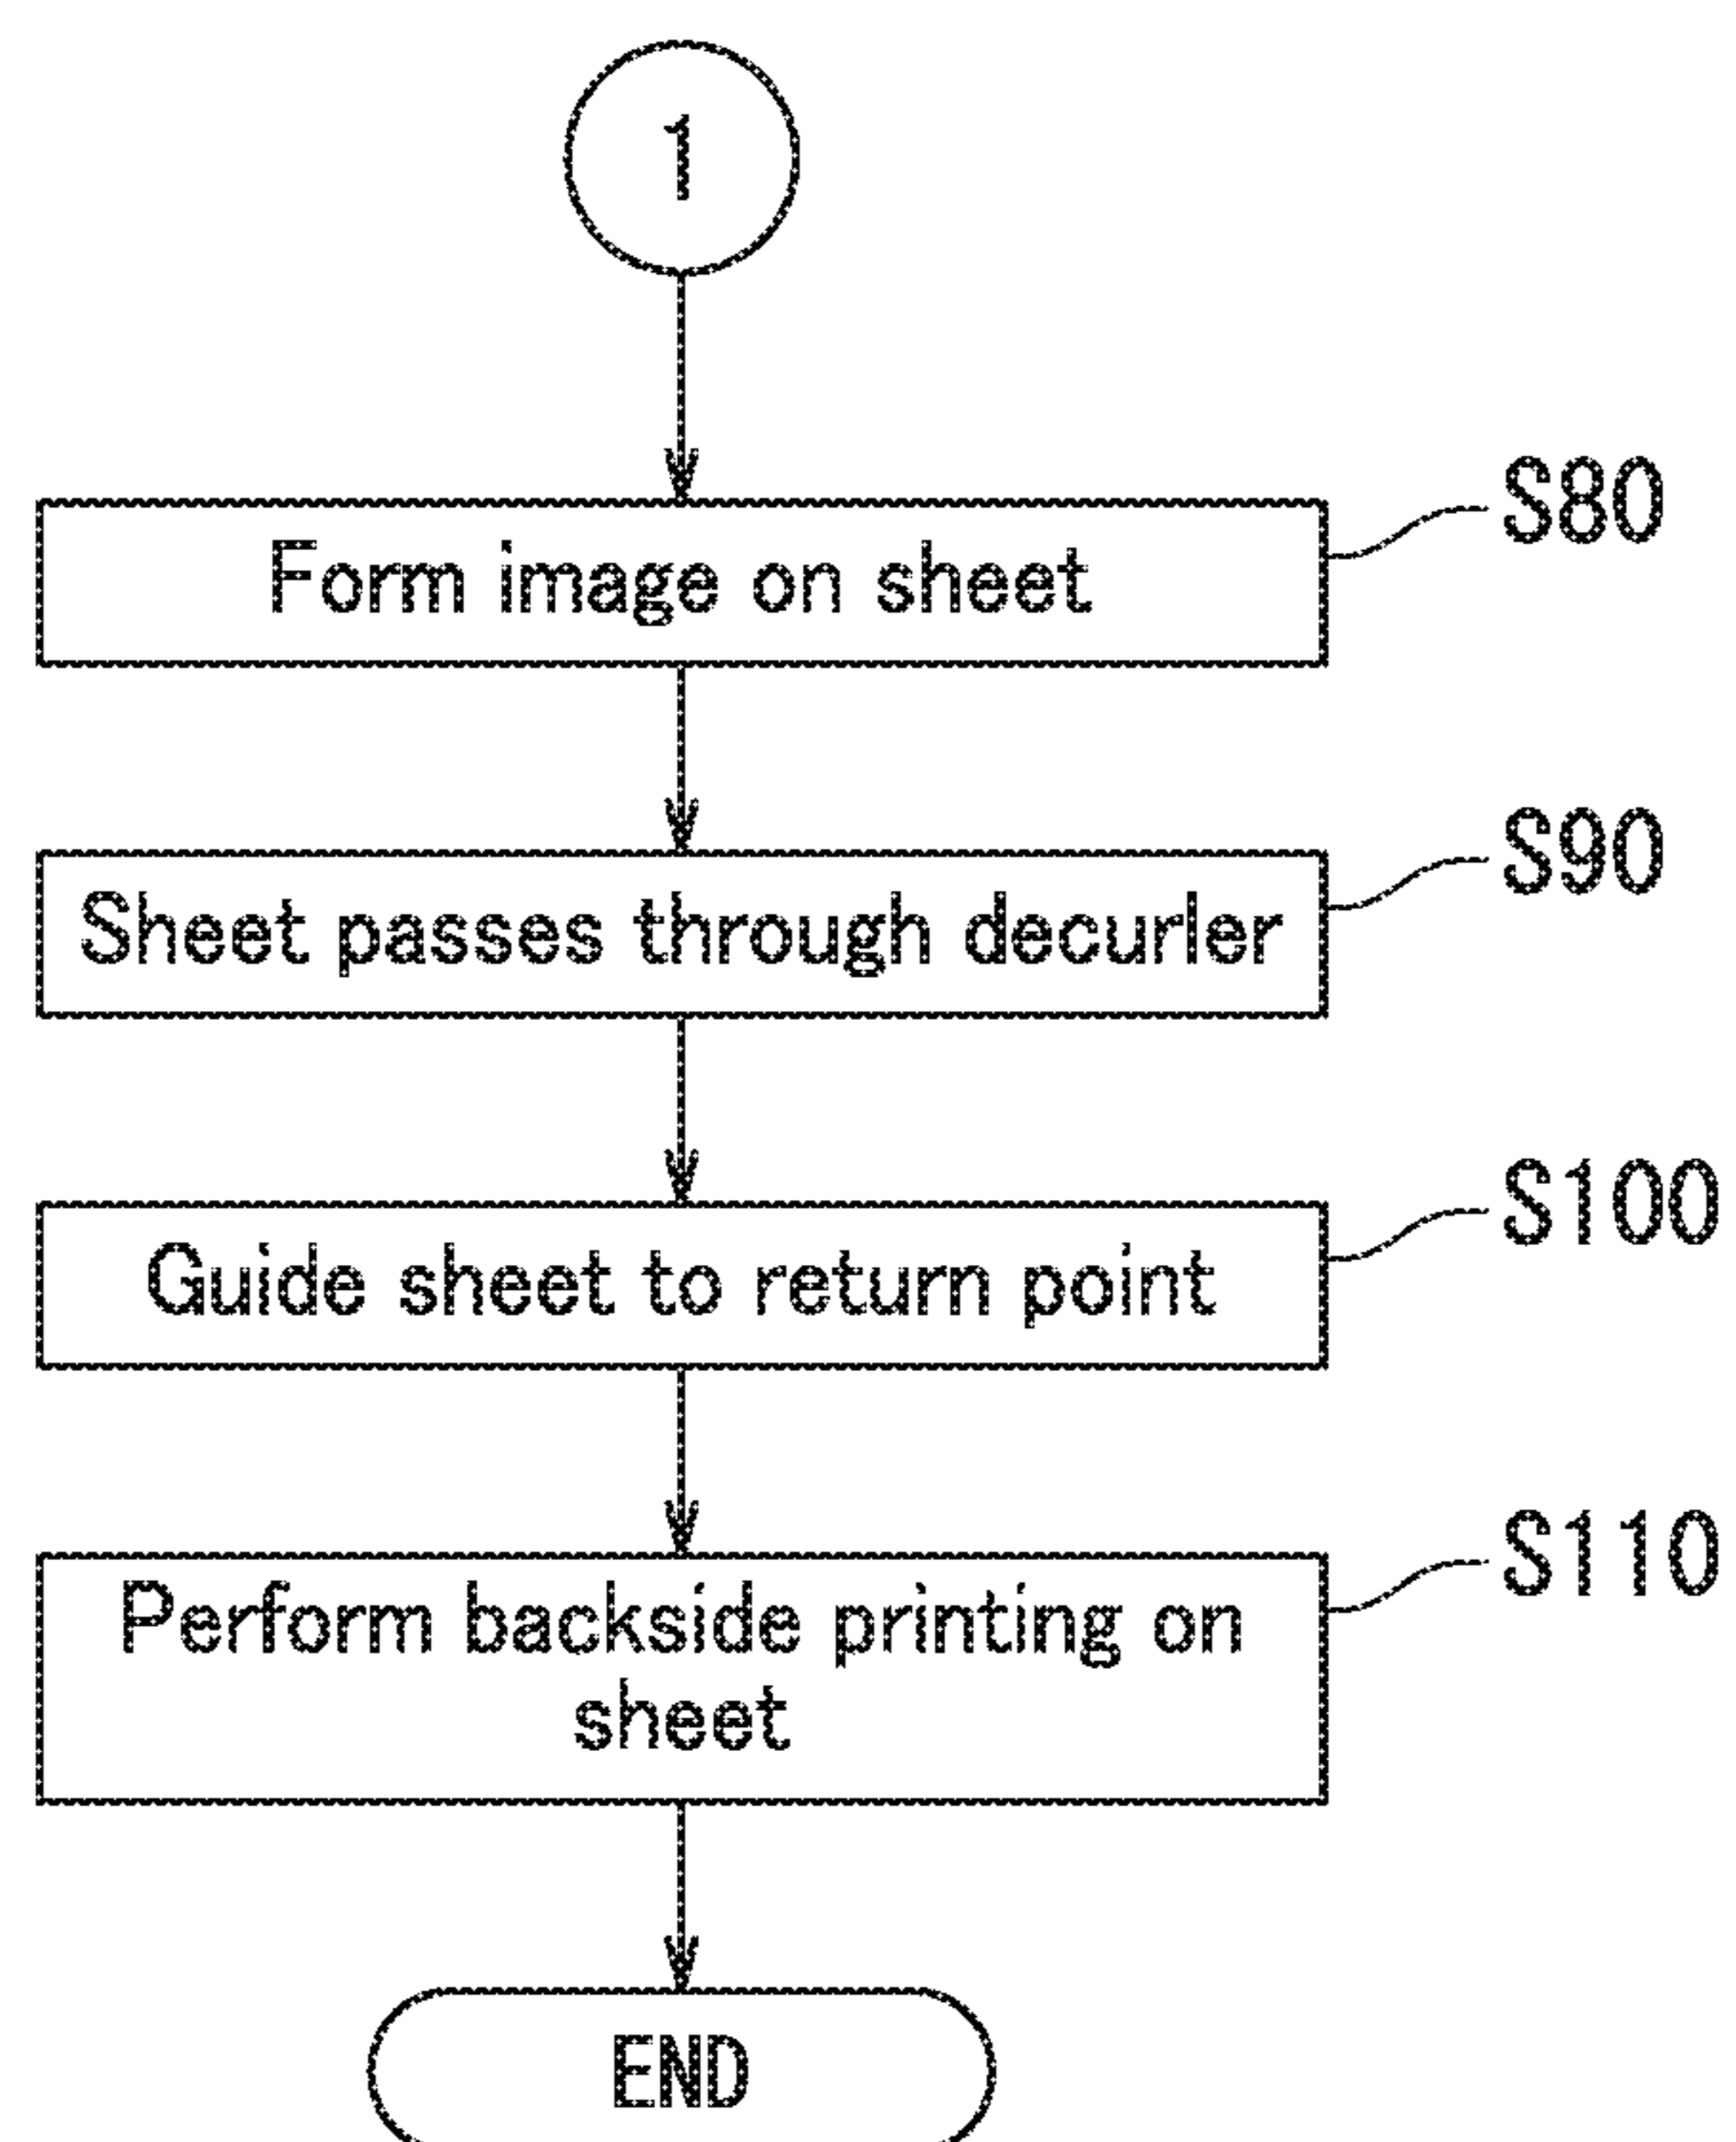 1
Form image on sheet
S80
Sheet passes through decurler
S90
Guide sheet to return point
S100
Perform backside printing on
sheet
S110
END